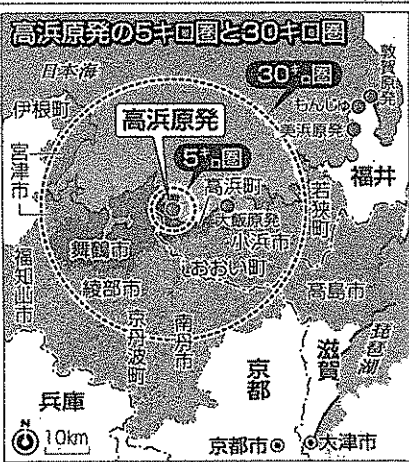 高浜原発の5キロ圏と30キロ圏
日本海
30キロ圏
敦賀原発
もんじゅ
美浜原発
伊根町
高浜原発
5キロ圏
福井
宮津市
高浜町
若狭町
大飯原発
舞鶴市
小浜市
福知山市
おおい町
綾部市
高島市
京丹波町
南丹市
琵琶湖
滋賀
京都
兵庫
N
10km
京都市
大津市